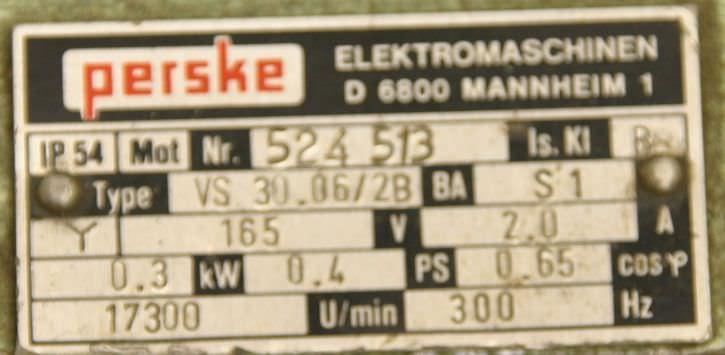 perske ELEKTROMASCHINEN
D 6800 MANNHEIM 1
IP 54 Mot Nr. 524 513 Is. Kl B
Type VS 30.06/2B BA S 1
Y 165 V 2.0 A
0.3 kW 0.4 PS 0.65 cos φ
17300 U/min 300 Hz